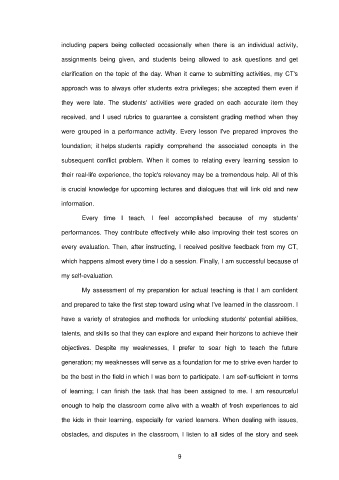 including papers being collected occasionally when there is an individual activity,
assignments being given, and students being allowed to ask questions and get
clarification on the topic of the day. When it came to submitting activities, my CT's
approach was to always offer students extra privileges; she accepted them even if
they were late. The students' activities were graded on each accurate item they
received, and I used rubrics to guarantee a consistent grading method when they
were grouped in a performance activity. Every lesson I've prepared improves the
foundation; it helps students rapidly comprehend the associated concepts in the
subsequent conflict problem. When it comes to relating every learning session to
their real-life experience, the topic's relevancy may be a tremendous help. All of this
is crucial knowledge for upcoming lectures and dialogues that will link old and new
information.
Every time I teach, I feel accomplished because of my students'
performances. They contribute effectively while also improving their test scores on
every evaluation. Then, after instructing, I received positive feedback from my CT,
which happens almost every time I do a session. Finally, I am successful because of
my self-evaluation.
My assessment of my preparation for actual teaching is that I am confident
and prepared to take the first step toward using what I've learned in the classroom. I
have a variety of strategies and methods for unlocking students' potential abilities,
talents, and skills so that they can explore and expand their horizons to achieve their
objectives. Despite my weaknesses, I prefer to soar high to teach the future
generation; my weaknesses will serve as a foundation for me to strive even harder to
be the best in the field in which I was born to participate. I am self-sufficient in terms
of learning; I can finish the task that has been assigned to me. I am resourceful
enough to help the classroom come alive with a wealth of fresh experiences to aid
the kids in their learning, especially for varied learners. When dealing with issues,
obstacles, and disputes in the classroom, I listen to all sides of the story and seek
9